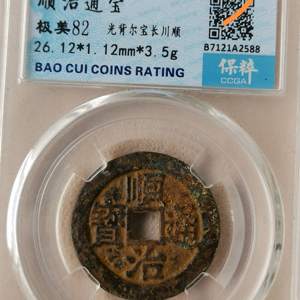 顺治通宝
极美82 光背尔宝长川顺
26.12*1.12mm*3.5g
BAO CUI COINS RATING
B7121A2588
保粹
CCGA
順
寶 通
治